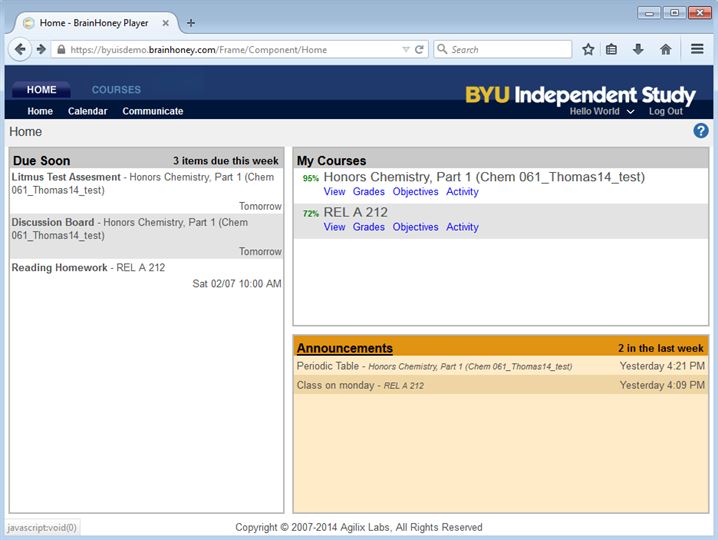 Home - BrainHoney Player
https://byuisdemo.brainhoney.com/Frame/Component/Home
Search
HOME COURSES
BYU Independent Study
Home Calendar Communicate
Hello World Log Out
Home
?
Due Soon 3 items due this week
Litmus Test Assesment - Honors Chemistry, Part 1 (Chem
061_Thomas14_test)
Tomorrow
Discussion Board - Honors Chemistry, Part 1 (Chem
061_Thomas14_test)
Tomorrow
Reading Homework - REL A 212
Sat 02/07 10:00 AM
My Courses
95% Honors Chemistry, Part 1 (Chem 061_Thomas14_test)
View Grades Objectives Activity
72% REL A 212
View Grades Objectives Activity
Announcements 2 in the last week
Periodic Table - Honors Chemistry, Part 1 (Chem 061_Thomas14_test) Yesterday 4:21 PM
Class on monday - REL A 212 Yesterday 4:09 PM
javascript:void(0)
Copyright © 2007-2014 Agilix Labs, All Rights Reserved